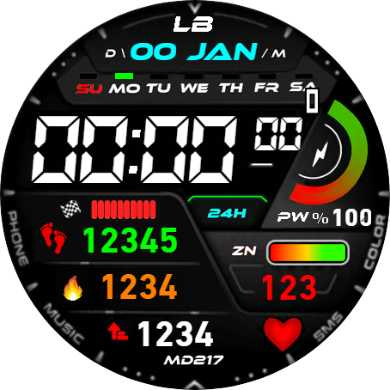 LB
D \ 00 JAN / M
SU MO TU WE TH FR SA
00:00 00
24H
PW % 100
12345
ZN
1234
123
1234
MD217
PHONE
MUSIC
SMS
COLOR